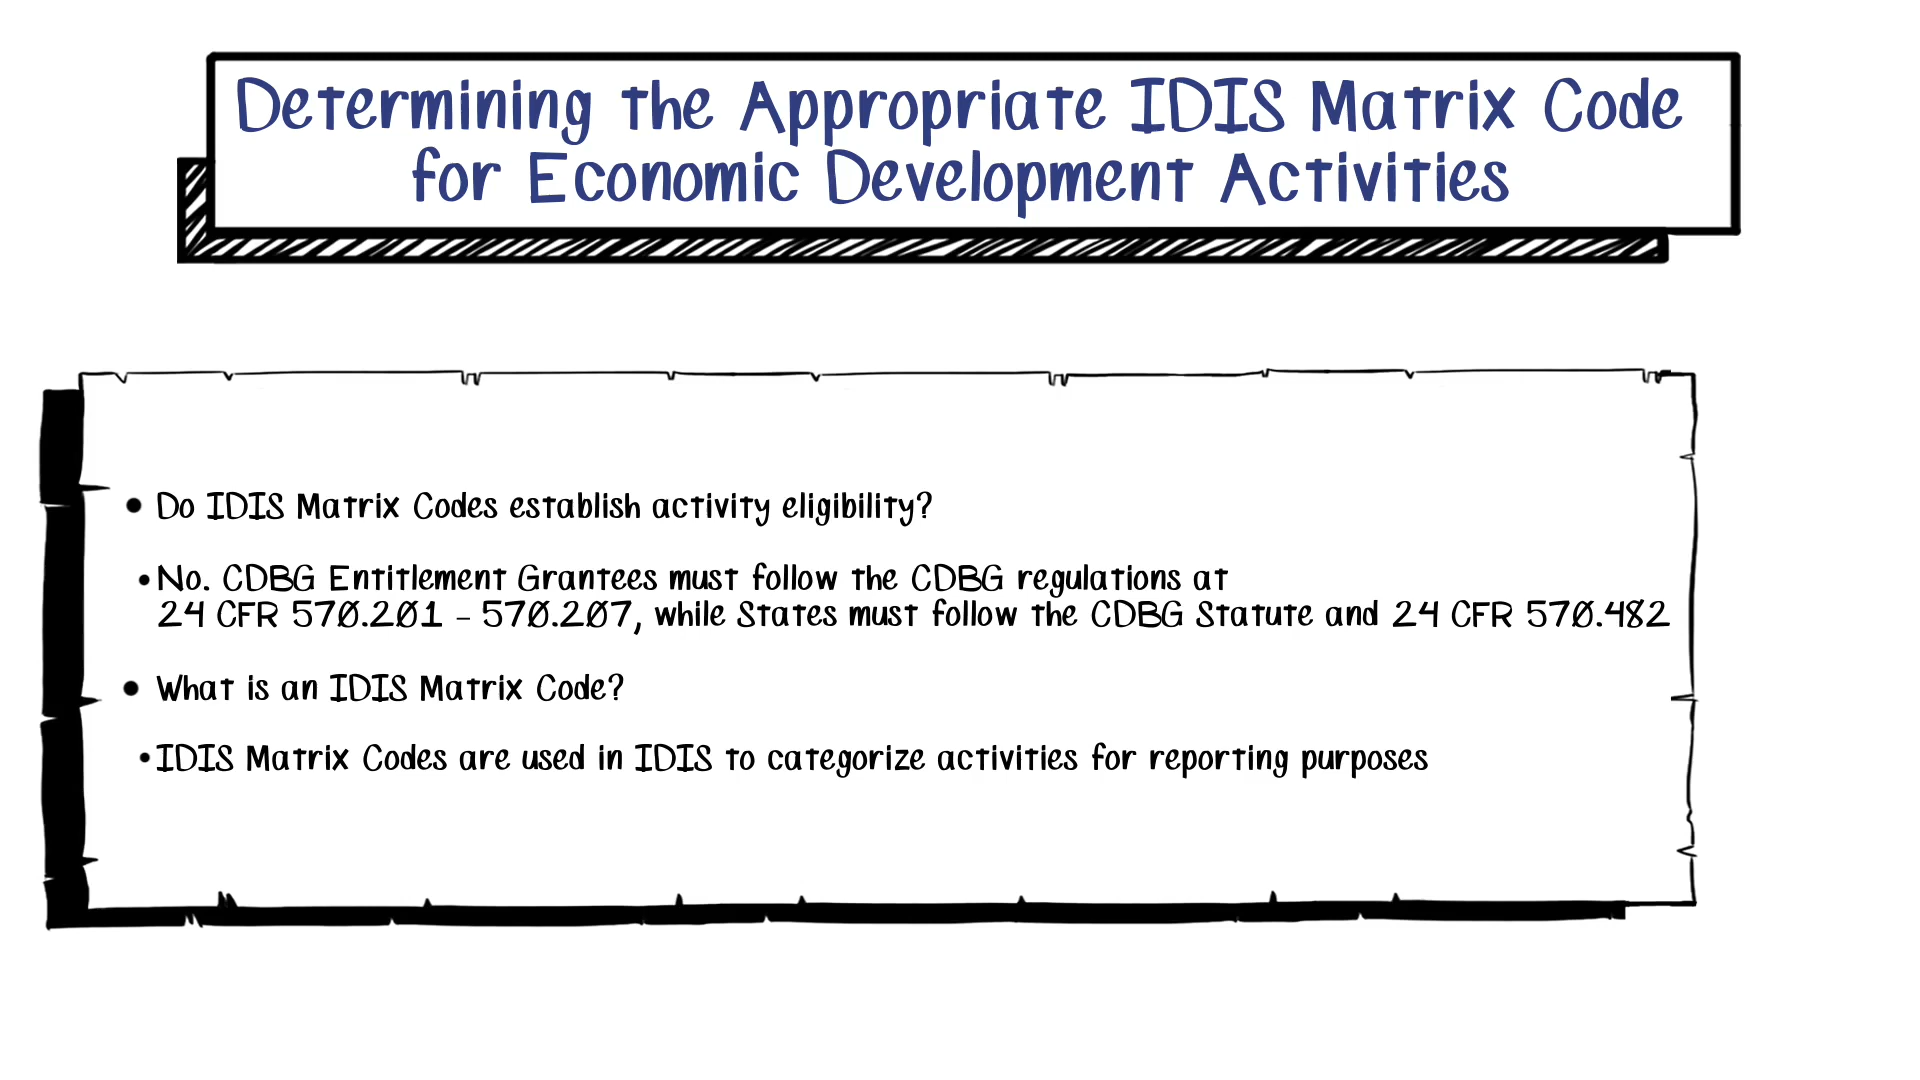 Determining the Appropriate IDIS Matrix Code
for Economic Development Activities
• Do IDIS Matrix Codes establish activity eligibility?
• No. CDBG Entitlement Grantees must follow the CDBG regulations at
24 CFR 570.201 – 570.207, while States must follow the CDBG Statute and 24 CFR 570.482
• What is an IDIS Matrix Code?
• IDIS Matrix Codes are used in IDIS to categorize activities for reporting purposes